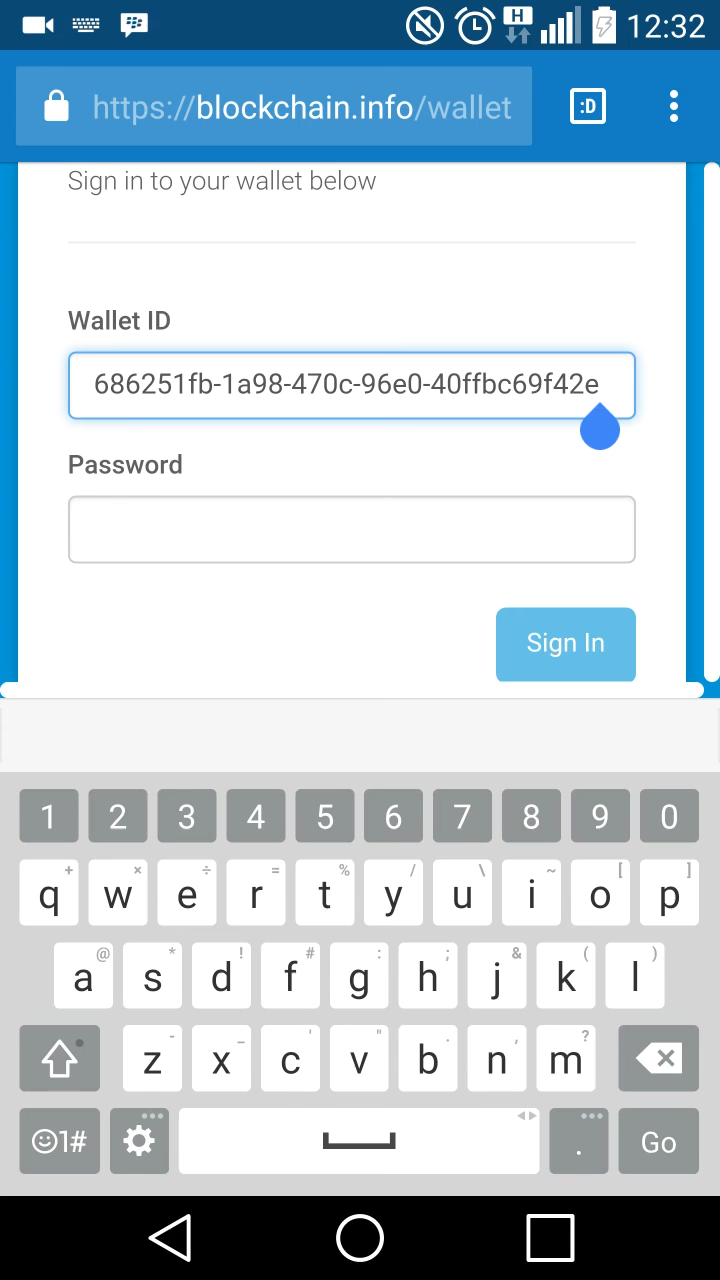 H 12:32
https://blockchain.info/wallet :D
Sign in to your wallet below
Wallet ID
686251fb-1a98-470c-96e0-40ffbc69f42e
Password
Sign In
1 2 3 4 5 6 7 8 9 0
+ × ÷ = % / \ ~ [ ]
q w e r t y u i o p
@ * ! # : ; & ( )
a s d f g h j k l
- _ ' " . , ?
z x c v b n m
1# . Go